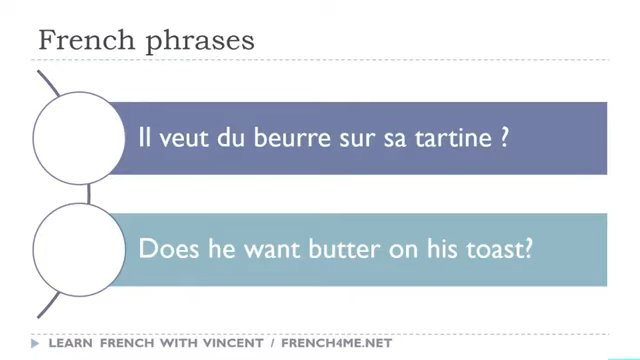 French phrases
Il veut du beurre sur sa tartine ?
Does he want butter on his toast?
LEARN FRENCH WITH VINCENT / FRENCH4ME.NET